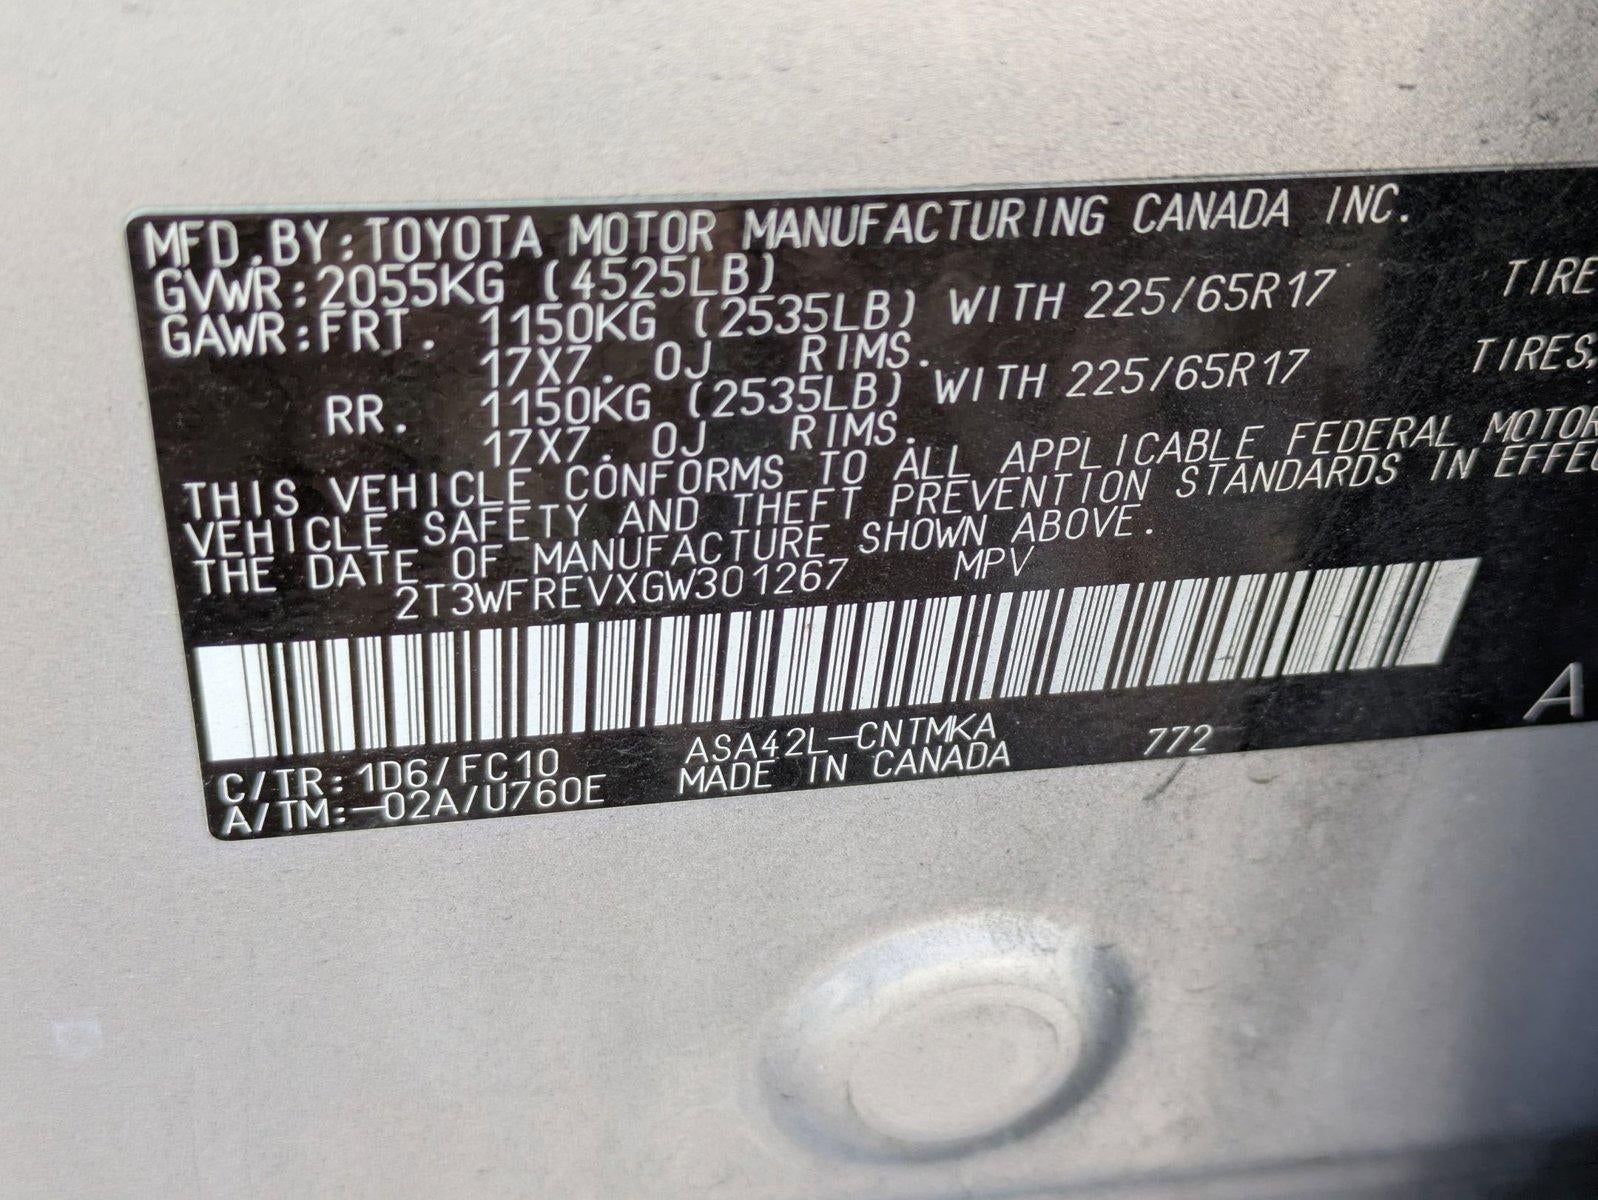 MFD.BY:TOYOTA MOTOR MANUFACTURING CANADA INC.
GVWR:2055KG (4525LB)
GAWR:FRT. 1150KG (2535LB) WITH 225/65R17 TIRE
17X7.0J RIMS.
RR. 1150KG (2535LB) WITH 225/65R17 TIRES,
17X7.0J RIMS.
THIS VEHICLE CONFORMS TO ALL APPLICABLE FEDERAL MOTOR
VEHICLE SAFETY AND THEFT PREVENTION STANDARDS IN EFFEC
THE DATE OF MANUFACTURE SHOWN ABOVE.
2T3WFREVXGW301267 MPV
A
C/TR:1D6/FC10 ASA42L-CNTMKA 772
A/TM:-02A/U760E MADE IN CANADA